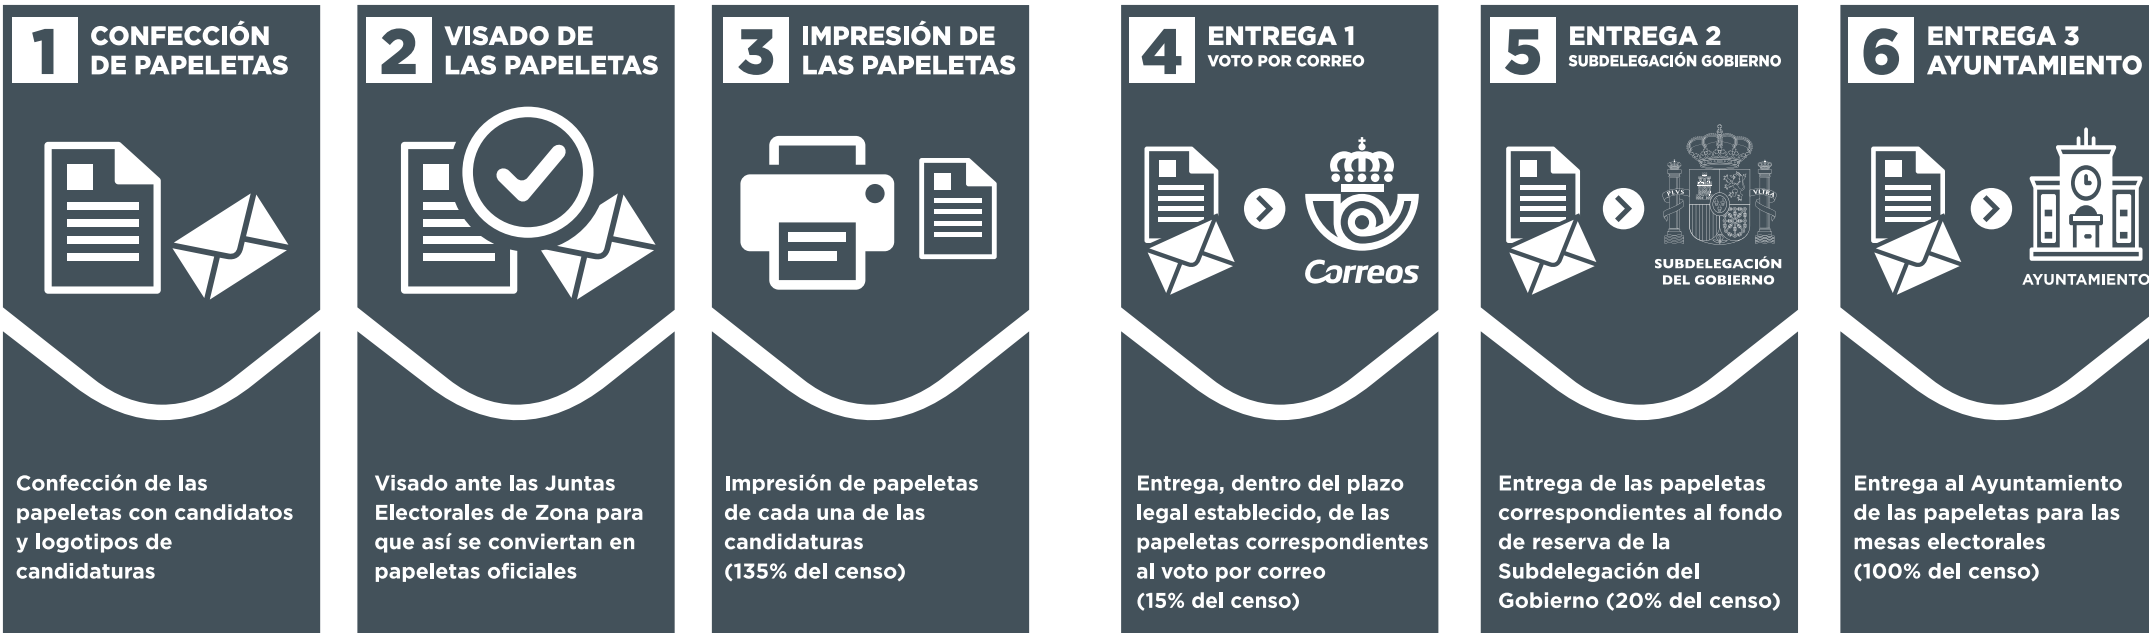 1
CONFECCIÓN
DE PAPELETAS
Confección de las
papeletas con candidatos
y logotipos de
candidaturas
2
VISADO DE
LAS PAPELETAS
Visado ante las Juntas
Electorales de Zona para
que así se conviertan en
papeletas oficiales
3
IMPRESIÓN DE
LAS PAPELETAS
Impresión de papeletas
de cada una de las
candidaturas
(135% del censo)
4
ENTREGA 1
VOTO POR CORREO
Correos
Entrega, dentro del plazo
legal establecido, de las
papeletas correspondientes
al voto por correo
(15% del censo)
5
ENTREGA 2
SUBDELEGACIÓN GOBIERNO
PLVS VLTRA
SUBDELEGACIÓN
DEL GOBIERNO
Entrega de las papeletas
correspondientes al fondo
de reserva de la
Subdelegación del
Gobierno (20% del censo)
6
ENTREGA 3
AYUNTAMIENTO
AYUNTAMIENTO
Entrega al Ayuntamiento
de las papeletas para las
mesas electorales
(100% del censo)